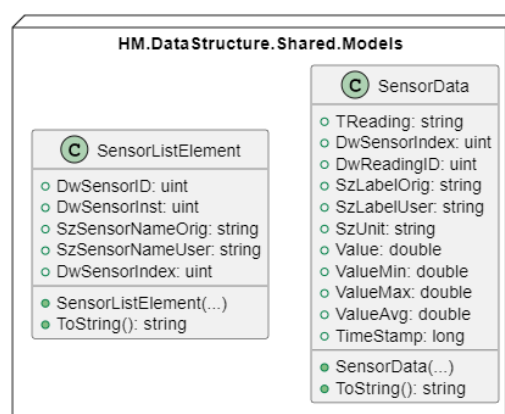 HM.DataStructure.Shared.Models
C SensorListElement
DwSensorID: uint
DwSensorInst: uint
SzSensorNameOrig: string
SzSensorNameUser: string
DwSensorIndex: uint
SensorListElement(...)
ToString(): string
C SensorData
TReading: string
DwSensorIndex: uint
DwReadingID: uint
SzLabelOrig: string
SzLabelUser: string
SzUnit: string
Value: double
ValueMin: double
ValueMax: double
ValueAvg: double
TimeStamp: long
SensorData(...)
ToString(): string